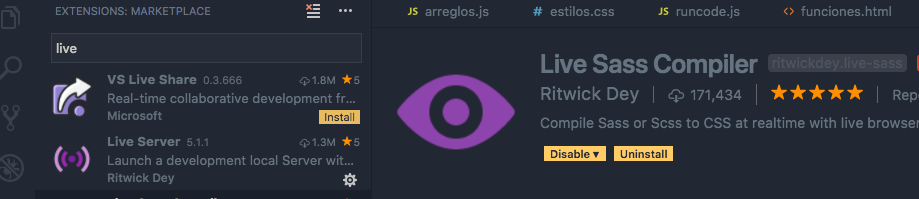 EXTENSIONS: MARKETPLACE
live
VS Live Share 0.3.666 1.8M ★5
Real-time collaborative development fr...
Microsoft Install
Live Server 5.1.1 1.3M ★5
Launch a development local Server wit...
Ritwick Dey
JS arreglos.js # estilos.css JS runcode.js <> funciones.html
Live Sass Compiler ritwickdey.live-sass
Ritwick Dey | 171,434 | ★★★★★ | Repo
Compile Sass or Scss to CSS at realtime with live browser
Disable ▾ Uninstall